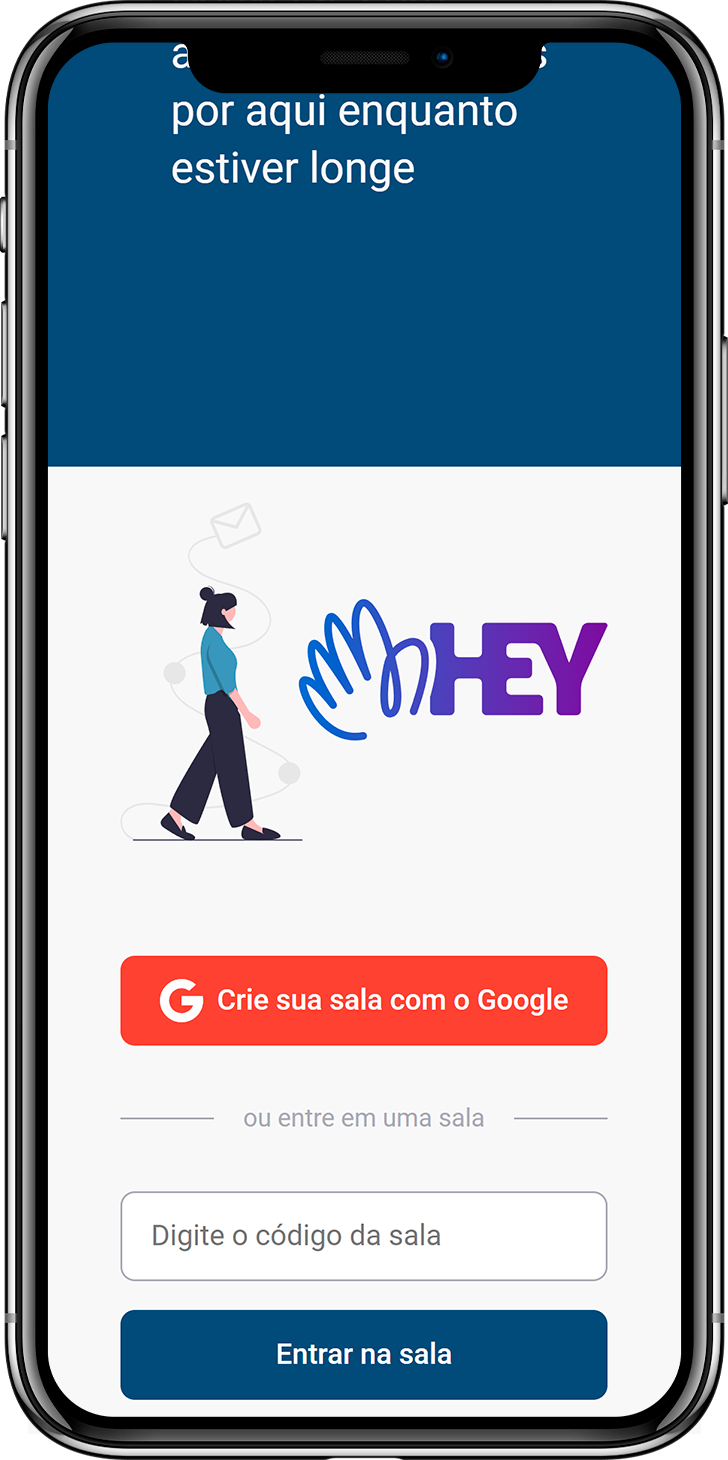 por aqui enquanto
estiver longe
HEY
Crie sua sala com o Google
ou entre em uma sala
Digite o código da sala
Entrar na sala